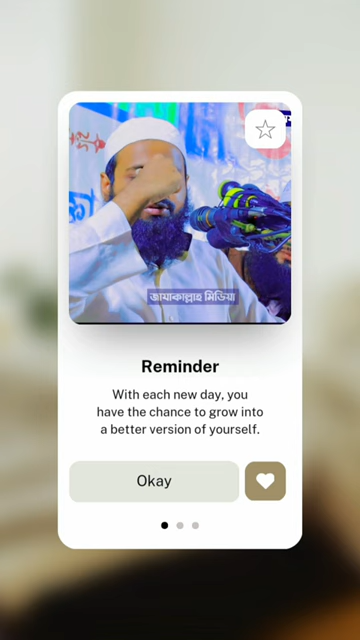 জাযাকাল্লাহ মিডিয়া
Reminder
With each new day, you
have the chance to grow into
a better version of yourself.
Okay